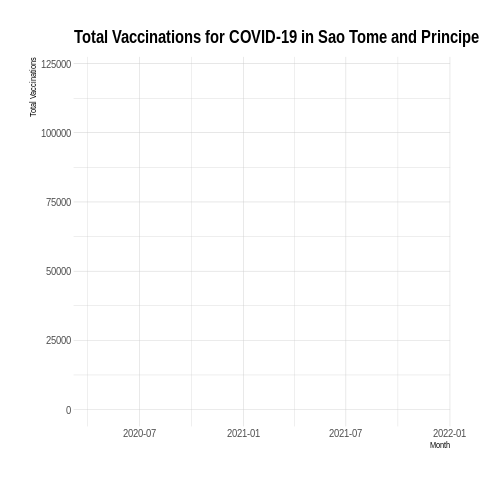 Total Vaccinations for COVID-19 in Sao Tome and Principe
Total Vaccinations
125000
100000
75000
50000
25000
0
2020-07 2021-01 2021-07 2022-01
Month